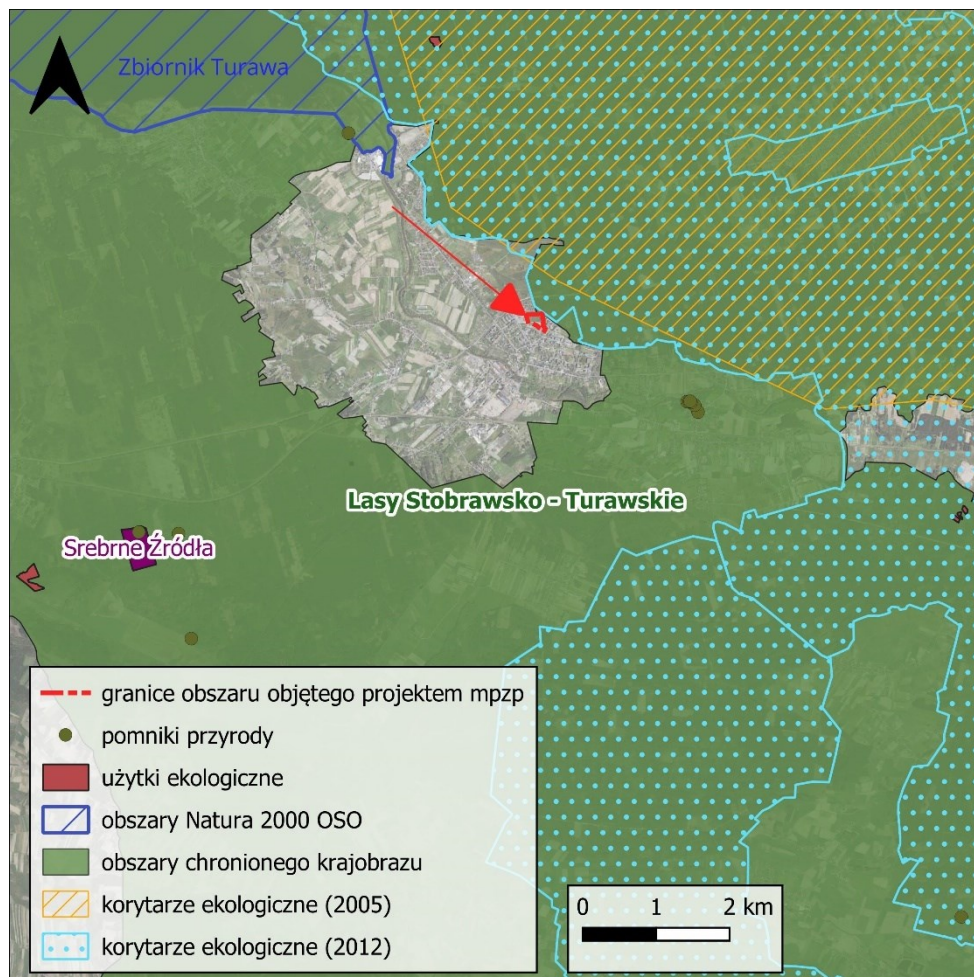 Zbiornik Turawa
Lasy Stobrawsko - Turawskie
Srebrne Źródła
granice obszaru objętego projektem mpzp
pomniki przyrody
użytki ekologiczne
obszary Natura 2000 OSO
obszary chronionego krajobrazu
korytarze ekologiczne (2005)
korytarze ekologiczne (2012)
0 1 2 km